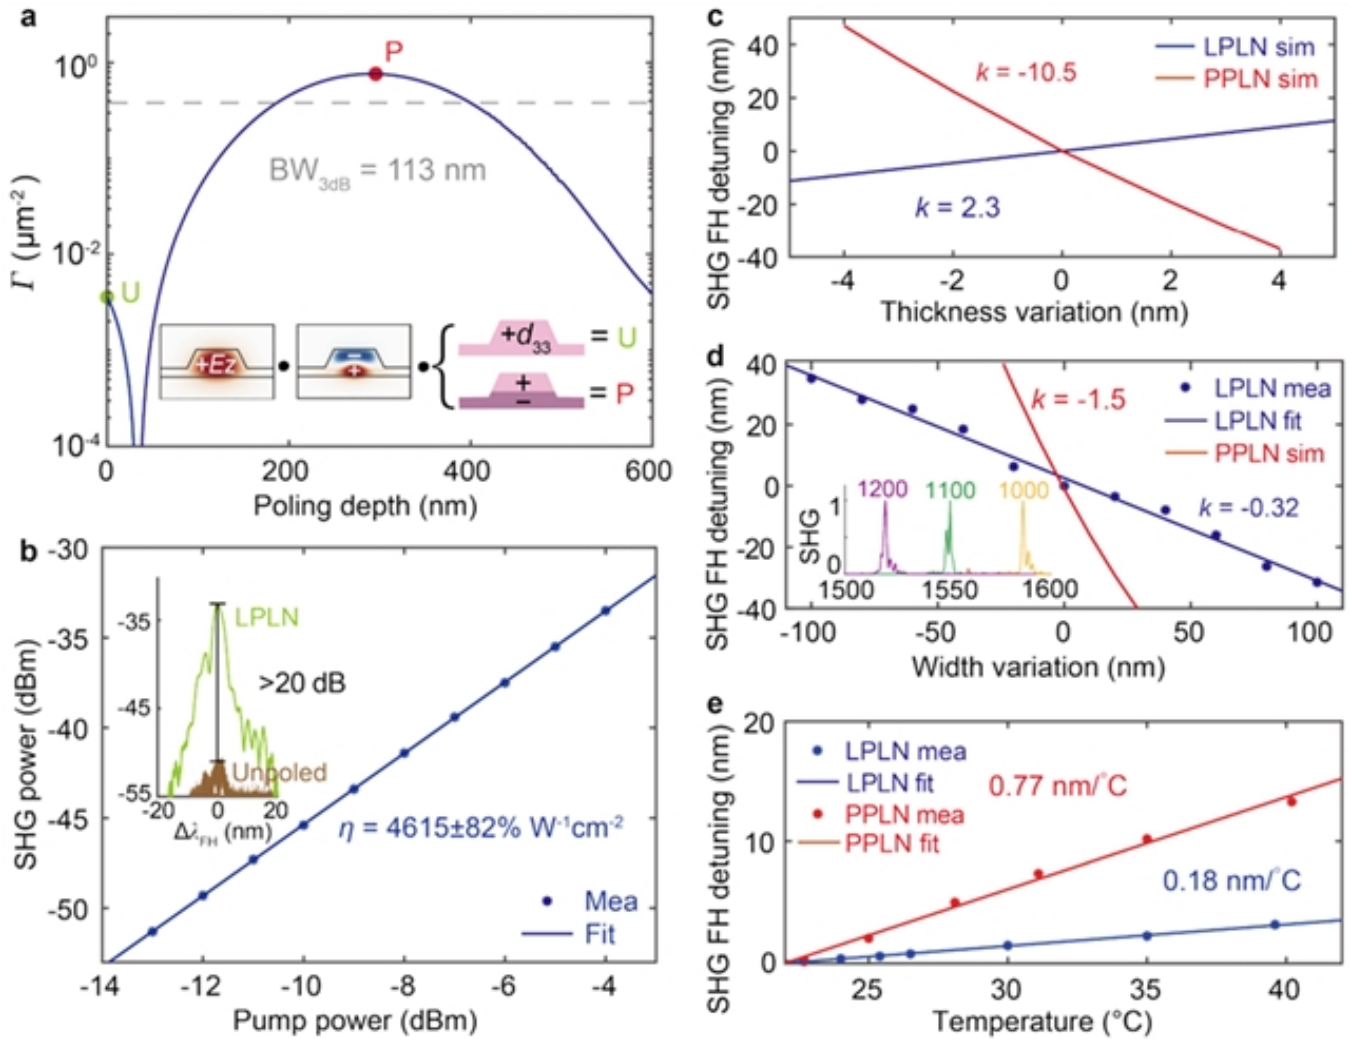 a
10⁰
10⁻²
10⁻⁴
Γ (μm⁻²)
P
BW3dB = 113 nm
U
+Ez
−
+
+d33
= U
+
−
= P
0
200
400
600
Poling depth (nm)
b
-30
-35
-40
-45
-50
SHG power (dBm)
-35
-45
-55
LPLN
>20 dB
Unpoled
-20
0
20
ΔλFH (nm)
η = 4615±82% W⁻¹cm⁻²
Mea
Fit
-14
-12
-10
-8
-6
-4
Pump power (dBm)
c
40
20
0
-20
-40
SHG FH detuning (nm)
k = -10.5
LPLN sim
PPLN sim
k = 2.3
-4
-2
0
2
4
Thickness variation (nm)
d
40
20
0
-20
-40
SHG FH detuning (nm)
k = -1.5
LPLN mea
LPLN fit
PPLN sim
k = -0.32
1200
1100
1000
1
0
SHG
1500
1550
1600
-100
-50
0
50
100
Width variation (nm)
e
20
10
0
SHG FH detuning (nm)
LPLN mea
LPLN fit
PPLN mea
PPLN fit
0.77 nm/°C
0.18 nm/°C
25
30
35
40
Temperature (°C)